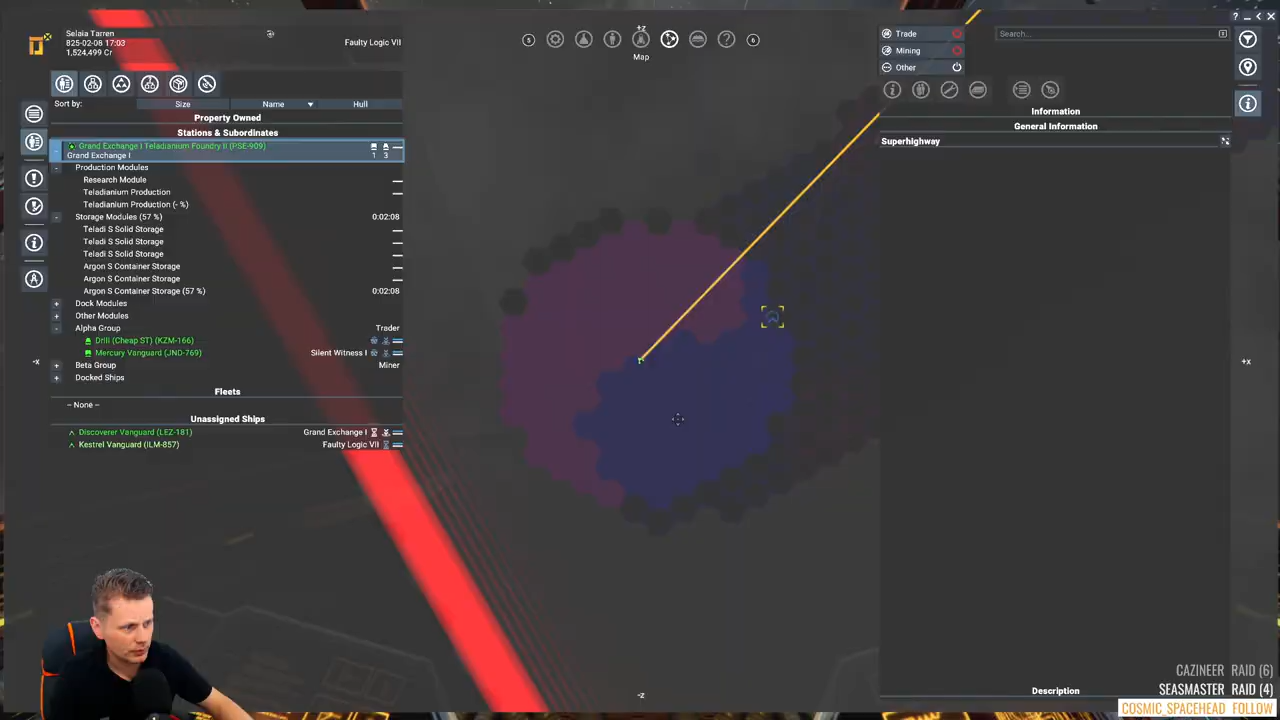 Selaia Tarren
825-02-08 17:03
1,524,499 Cr
Faulty Logic VII
5
+z
6
Map
Sort by:
Size
Name
Hull
Property Owned
Stations & Subordinates
Grand Exchange I Teladianium Foundry II (PSE-909)
Grand Exchange I
1 3
- Production Modules
Research Module
Teladianium Production
Teladianium Production (- %)
- Storage Modules (57 %)
0:02:08
Teladi S Solid Storage
Teladi S Solid Storage
Teladi S Solid Storage
Argon S Container Storage
Argon S Container Storage
Argon S Container Storage (57 %)
0:02:08
+ Dock Modules
+ Other Modules
- Alpha Group
Trader
Drill (Cheap ST) (KZM-166)
Mercury Vanguard (JND-769)
Silent Witness I
+ Beta Group
Miner
+ Docked Ships
Fleets
-- None --
Unassigned Ships
Discoverer Vanguard (LEZ-181)
Grand Exchange I
Kestrel Vanguard (ILM-857)
Faulty Logic VII
-x
+x
-z
Trade
Mining
Other
Search...
Information
General Information
Superhighway
Description
CAZINEER RAID (6)
SEASMASTER RAID (4)
COSMIC_SPACEHEAD FOLLOW